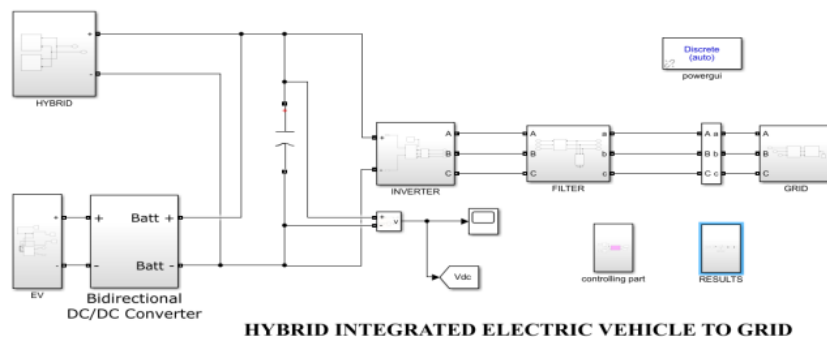 Discrete
(auto)
powergui
+
-
HYBRID
+
-
A
B
C
INVERTER
A a
B b
C c
FILTER
A a
B b
C c
A
B
C
GRID
+
-
EV
+ Batt +
- Batt -
Bidirectional
DC/DC Converter
+
- v
Vdc
controlling part
RESULTS
HYBRID INTEGRATED ELECTRIC VEHICLE TO GRID